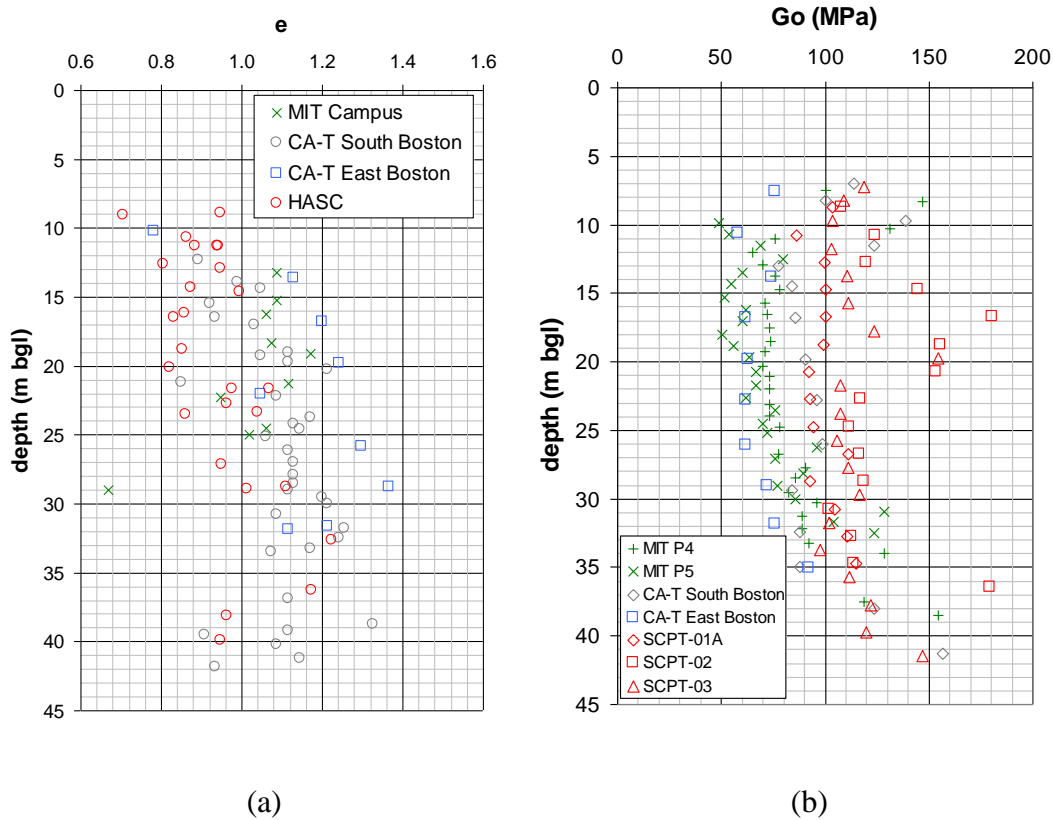 e
0.6 0.8 1.0 1.2 1.4 1.6
0
5
10
15
20
25
30
35
40
45
depth (m bgl)
MIT Campus
CA-T South Boston
CA-T East Boston
HASC
(a)
Go (MPa)
0 50 100 150 200
0
5
10
15
20
25
30
35
40
45
depth (m bgl)
MIT P4
MIT P5
CA-T South Boston
CA-T East Boston
SCPT-01A
SCPT-02
SCPT-03
(b)